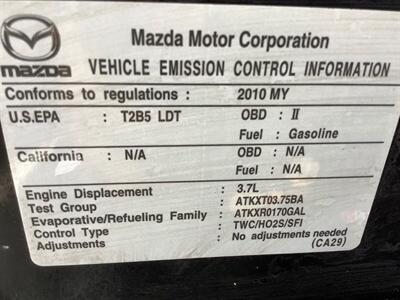 Mazda Motor Corporation
mazda VEHICLE EMISSION CONTROL INFORMATION
Conforms to regulations : 2010 MY
U.S.EPA : T2B5 LDT OBD : II
Fuel : Gasoline
California : N/A OBD : N/A
Fuel : N/A
Engine Displacement : 3.7L
Test Group : ATKXT03.75BA
Evaporative/Refueling Family : ATKXR0170GAL
Control Type : TWC/HO2S/SFI
Adjustments : No adjustments needed
(CA29)